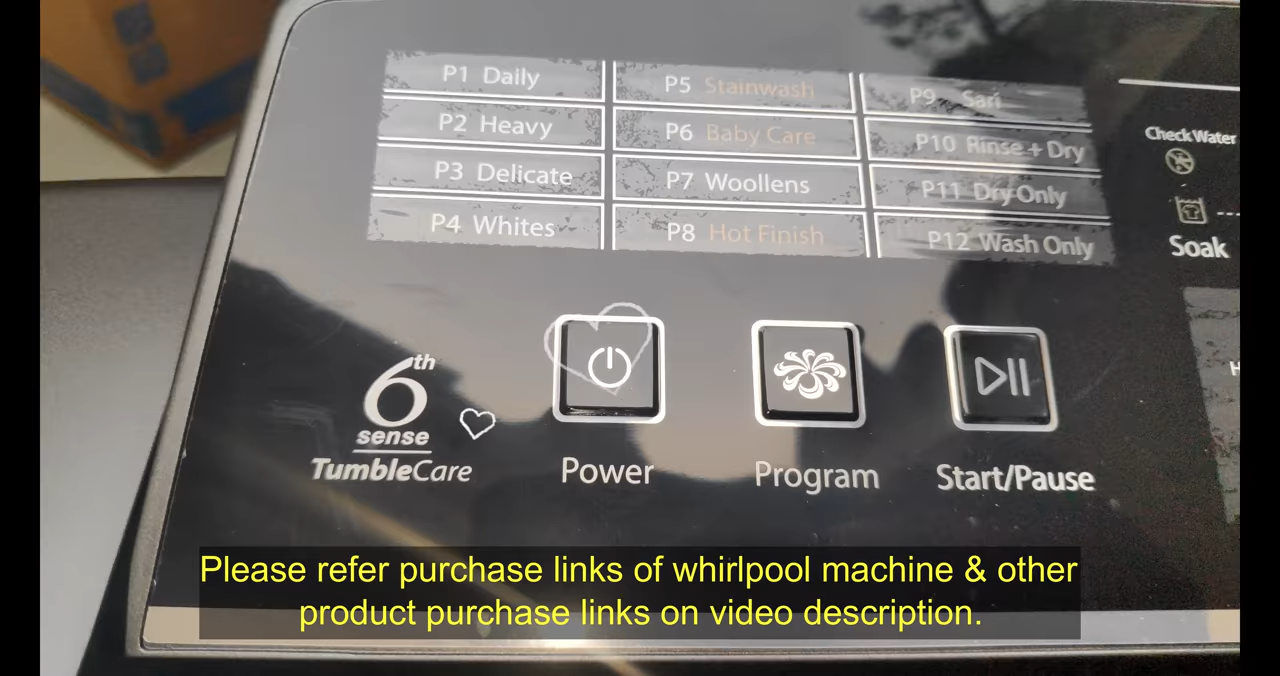 P1 Daily
P2 Heavy
P3 Delicate
P4 Whites
P5 Stainwash
P6 Baby Care
P7 Woollens
P8 Hot Finish
P9 Sari
P10 Rinse + Dry
P11 Dry Only
P12 Wash Only
Check Water
Soak
6th
sense
TumbleCare
Power
Program
Start/Pause
Please refer purchase links of whirlpool machine & other
product purchase links on video description.